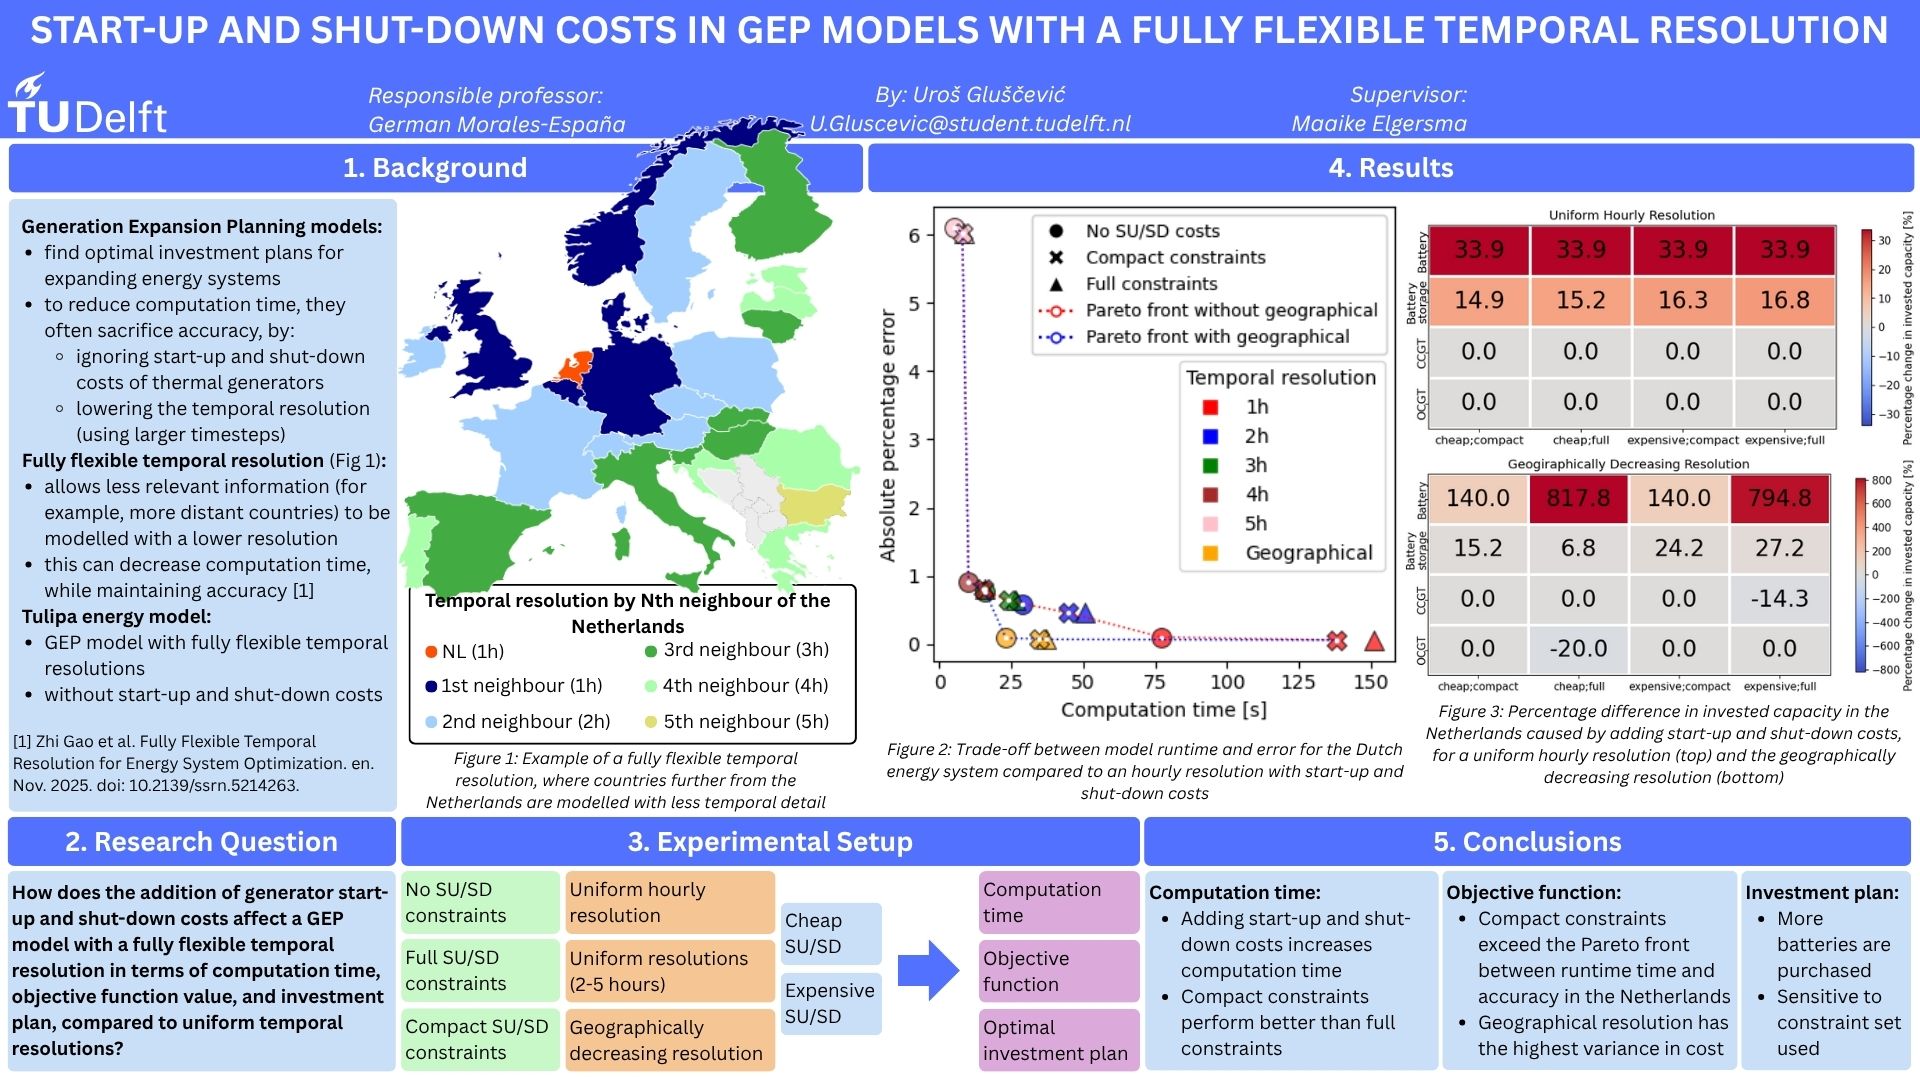 START-UP AND SHUT-DOWN COSTS IN GEP MODELS WITH A FULLY FLEXIBLE TEMPORAL RESOLUTION
TU Delft
Responsible professor:
German Morales-España
By: Uroš Gluščević
U.Gluscevic@student.tudelft.nl
Supervisor:
Maaike Elgersma
1. Background
Generation Expansion Planning models:
• find optimal investment plans for
expanding energy systems
• to reduce computation time, they
often sacrifice accuracy, by:
◦ ignoring start-up and shut-down
costs of thermal generators
◦ lowering the temporal resolution
(using larger timesteps)
Fully flexible temporal resolution (Fig 1):
• allows less relevant information (for
example, more distant countries) to be
modelled with a lower resolution
• this can decrease computation time,
while maintaining accuracy [1]
Tulipa energy model:
• GEP model with fully flexible temporal
resolutions
• without start-up and shut-down costs
[1] Zhi Gao et al. Fully Flexible Temporal
Resolution for Energy System Optimization. en.
Nov. 2025. doi: 10.2139/ssrn.5214263.
Temporal resolution by Nth neighbour of the
Netherlands
NL (1h)
1st neighbour (1h)
2nd neighbour (2h)
3rd neighbour (3h)
4th neighbour (4h)
5th neighbour (5h)
Figure 1: Example of a fully flexible temporal
resolution, where countries further from the
Netherlands are modelled with less temporal detail
2. Research Question
How does the addition of generator start-
up and shut-down costs affect a GEP
model with a fully flexible temporal
resolution in terms of computation time,
objective function value, and investment
plan, compared to uniform temporal
resolutions?
3. Experimental Setup
No SU/SD
constraints
Full SU/SD
constraints
Compact SU/SD
constraints
Uniform hourly
resolution
Uniform resolutions
(2-5 hours)
Geographically
decreasing resolution
Cheap
SU/SD
Expensive
SU/SD
Computation
time
Objective
function
Optimal
investment plan
4. Results
Absolute percentage error
6
5
4
3
2
1
0
0 25 50 75 100 125 150
Computation time [s]
No SU/SD costs
Compact constraints
Full constraints
Pareto front without geographical
Pareto front with geographical
Temporal resolution
1h
2h
3h
4h
5h
Geographical
Figure 2: Trade-off between model runtime and error for the Dutch
energy system compared to an hourly resolution with start-up and
shut-down costs
Uniform Hourly Resolution
Battery 33.9 33.9 33.9 33.9
Battery storage 14.9 15.2 16.3 16.8
CCGT 0.0 0.0 0.0 0.0
OCGT 0.0 0.0 0.0 0.0
cheap;compact cheap;full expensive;compact expensive;full
30
20
10
0
−10
−20
−30
Percentage change in invested capacity [%]
Geogiraphically Decreasing Resolution
Battery 140.0 817.8 140.0 794.8
Battery storage 15.2 6.8 24.2 27.2
CCGT 0.0 0.0 0.0 -14.3
OCGT 0.0 -20.0 0.0 0.0
cheap;compact cheap;full expensive;compact expensive;full
800
600
400
200
0
−200
−400
−600
−800
Percentage change in invested capacity [%]
Figure 3: Percentage difference in invested capacity in the
Netherlands caused by adding start-up and shut-down costs,
for a uniform hourly resolution (top) and the geographically
decreasing resolution (bottom)
5. Conclusions
Computation time:
• Adding start-up and shut-
down costs increases
computation time
• Compact constraints
perform better than full
constraints
Objective function:
• Compact constraints
exceed the Pareto front
between runtime time and
accuracy in the Netherlands
• Geographical resolution has
the highest variance in cost
Investment plan:
• More
batteries are
purchased
• Sensitive to
constraint set
used